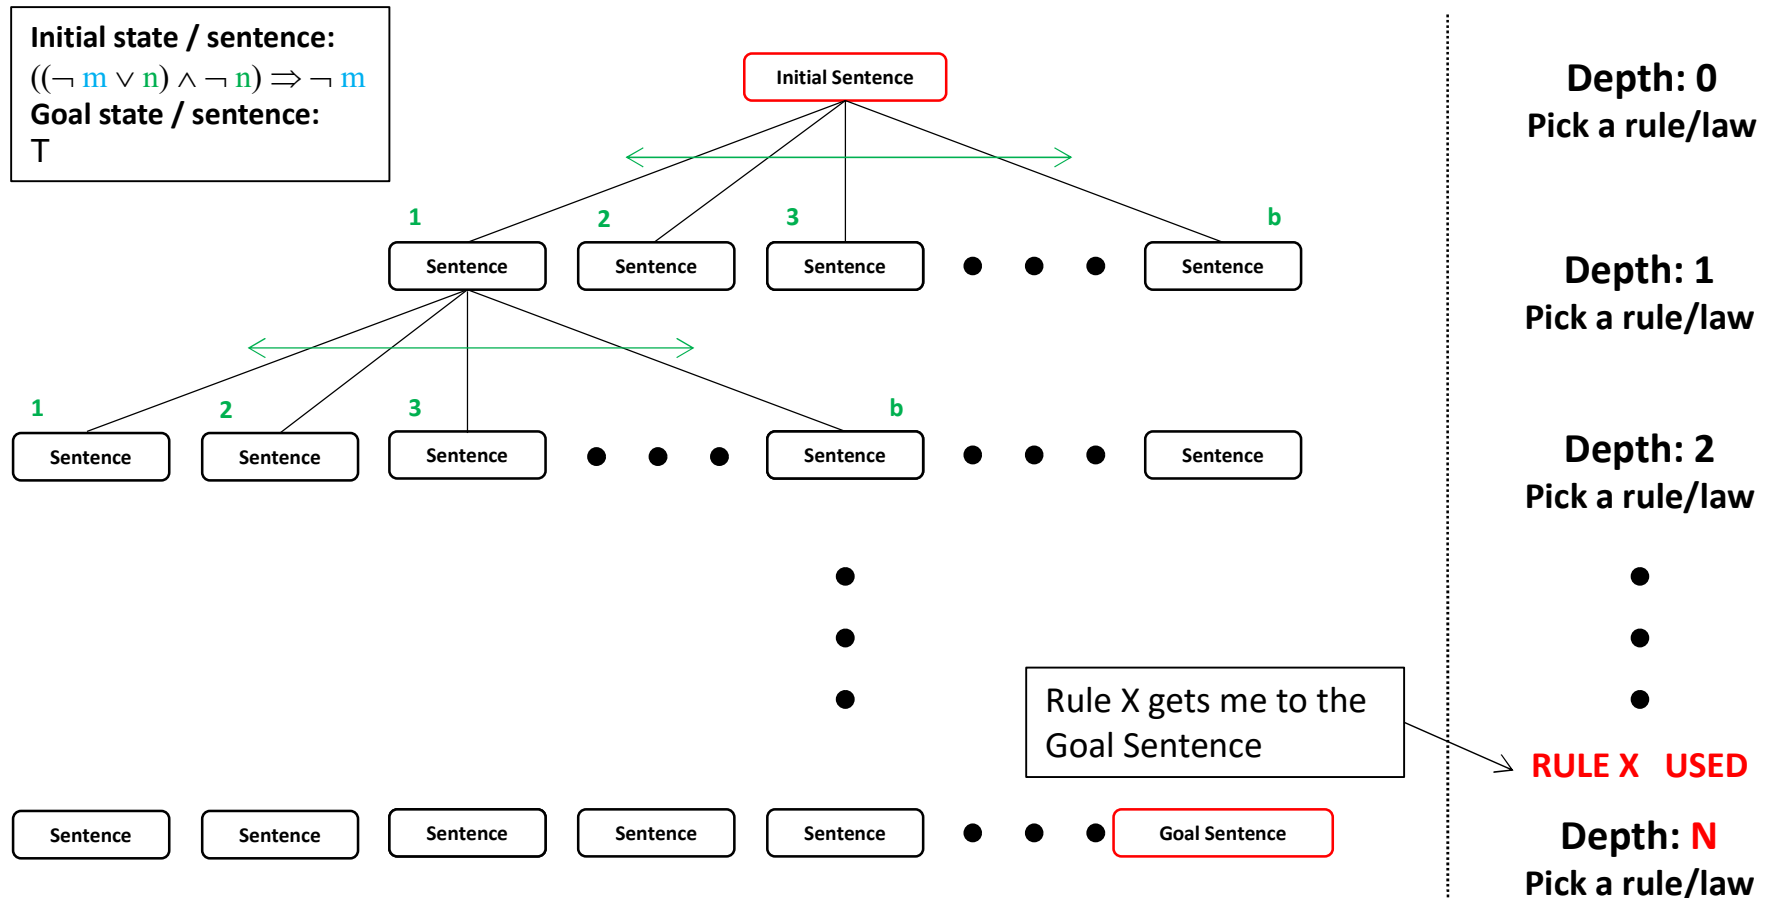 Initial state / sentence:
((¬ m ∨ n) ∧ ¬ n) ⇒ ¬ m
Goal state / sentence:
T
Initial Sentence
Depth: 0
Pick a rule/law
1
2
3
b
Sentence
Sentence
Sentence
Sentence
Depth: 1
Pick a rule/law
1
2
3
b
Sentence
Sentence
Sentence
Sentence
Sentence
Depth: 2
Pick a rule/law
Rule X gets me to the
Goal Sentence
RULE X USED
Sentence
Sentence
Sentence
Sentence
Sentence
Goal Sentence
Depth: N
Pick a rule/law